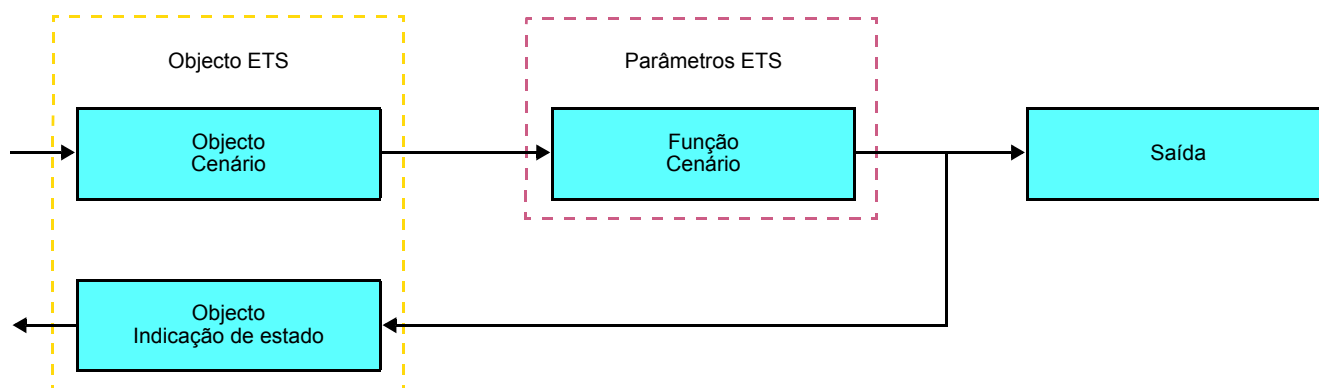 Objecto ETS
Parâmetros ETS
Objecto
Cenário
Função
Cenário
Saída
Objecto
Indicação de estado